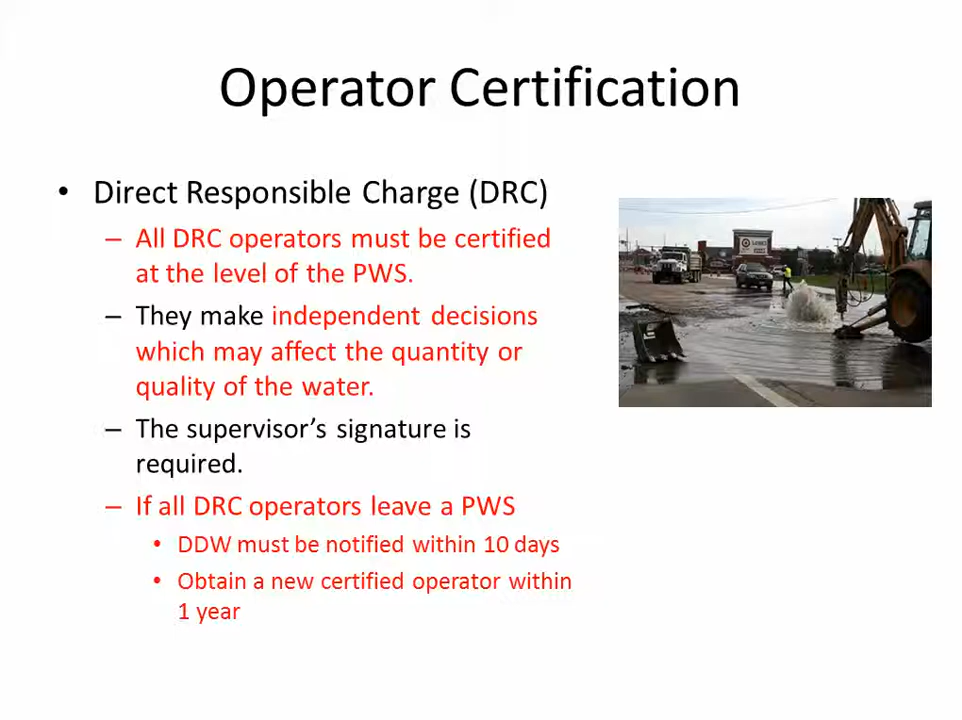 Operator Certification
• Direct Responsible Charge (DRC)
– All DRC operators must be certified
at the level of the PWS.
– They make independent decisions
which may affect the quantity or
quality of the water.
– The supervisor’s signature is
required.
– If all DRC operators leave a PWS
• DDW must be notified within 10 days
• Obtain a new certified operator within
1 year